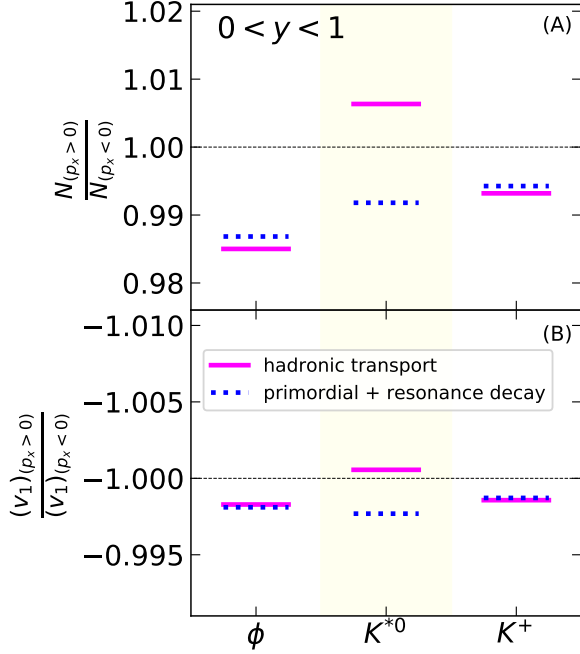 0 < y < 1
(A)
1.02
1.01
1.00
0.99
0.98
N(px > 0)
N(px < 0)
(B)
−1.010
−1.005
−1.000
−0.995
(v1)(px > 0)
(v1)(px < 0)
hadronic transport
primordial + resonance decay
ϕ K*0 K+